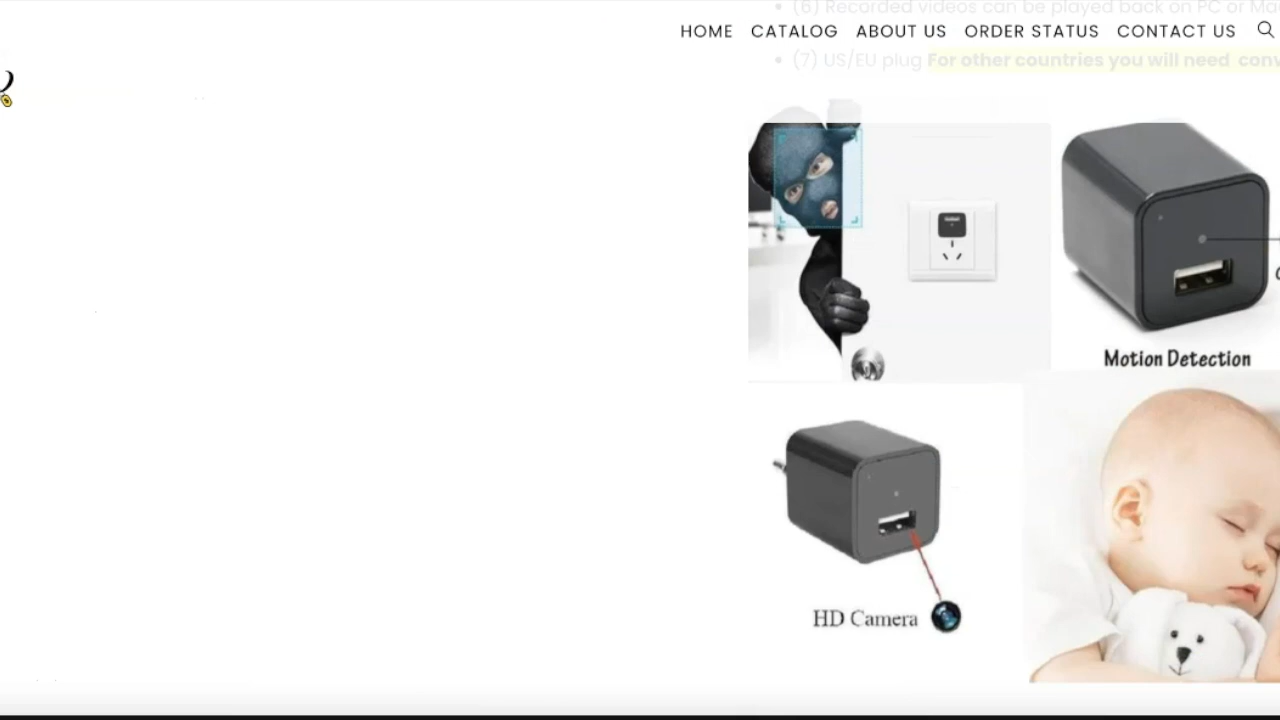 (6) Recorded videos can be played back on PC or
HOME CATALOG ABOUT US ORDER STATUS CONTACT US
(7) US/EU plug For other countries you will need
Motion Detection
HD Camera